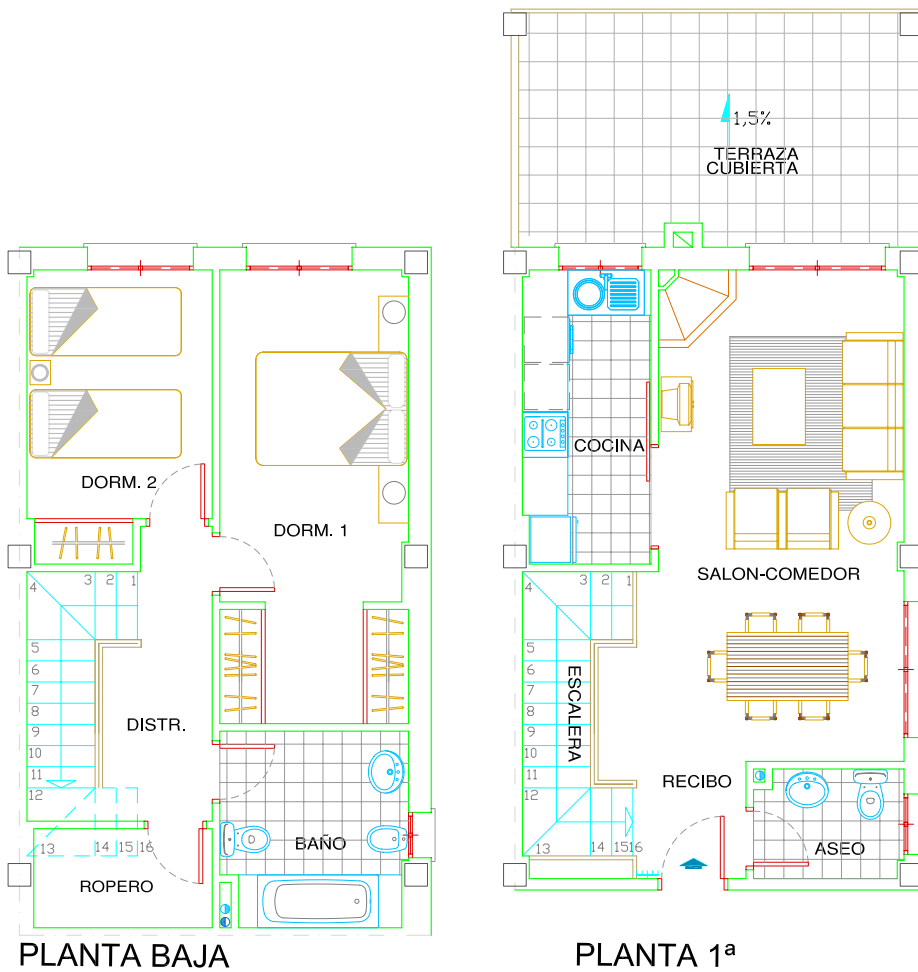 1,5%
TERRAZA
CUBIERTA
DORM. 2
DORM. 1
4 3 2 1
5
6
7
8
9
10
11
12
13 14 15 16
DISTR.
BAÑO
ROPERO
PLANTA BAJA
COCINA
SALON-COMEDOR
4 3 2 1
5
6
7
8
9
10
11
12
13 14 15 16
ESCALERA
RECIBO
ASEO
PLANTA 1ª